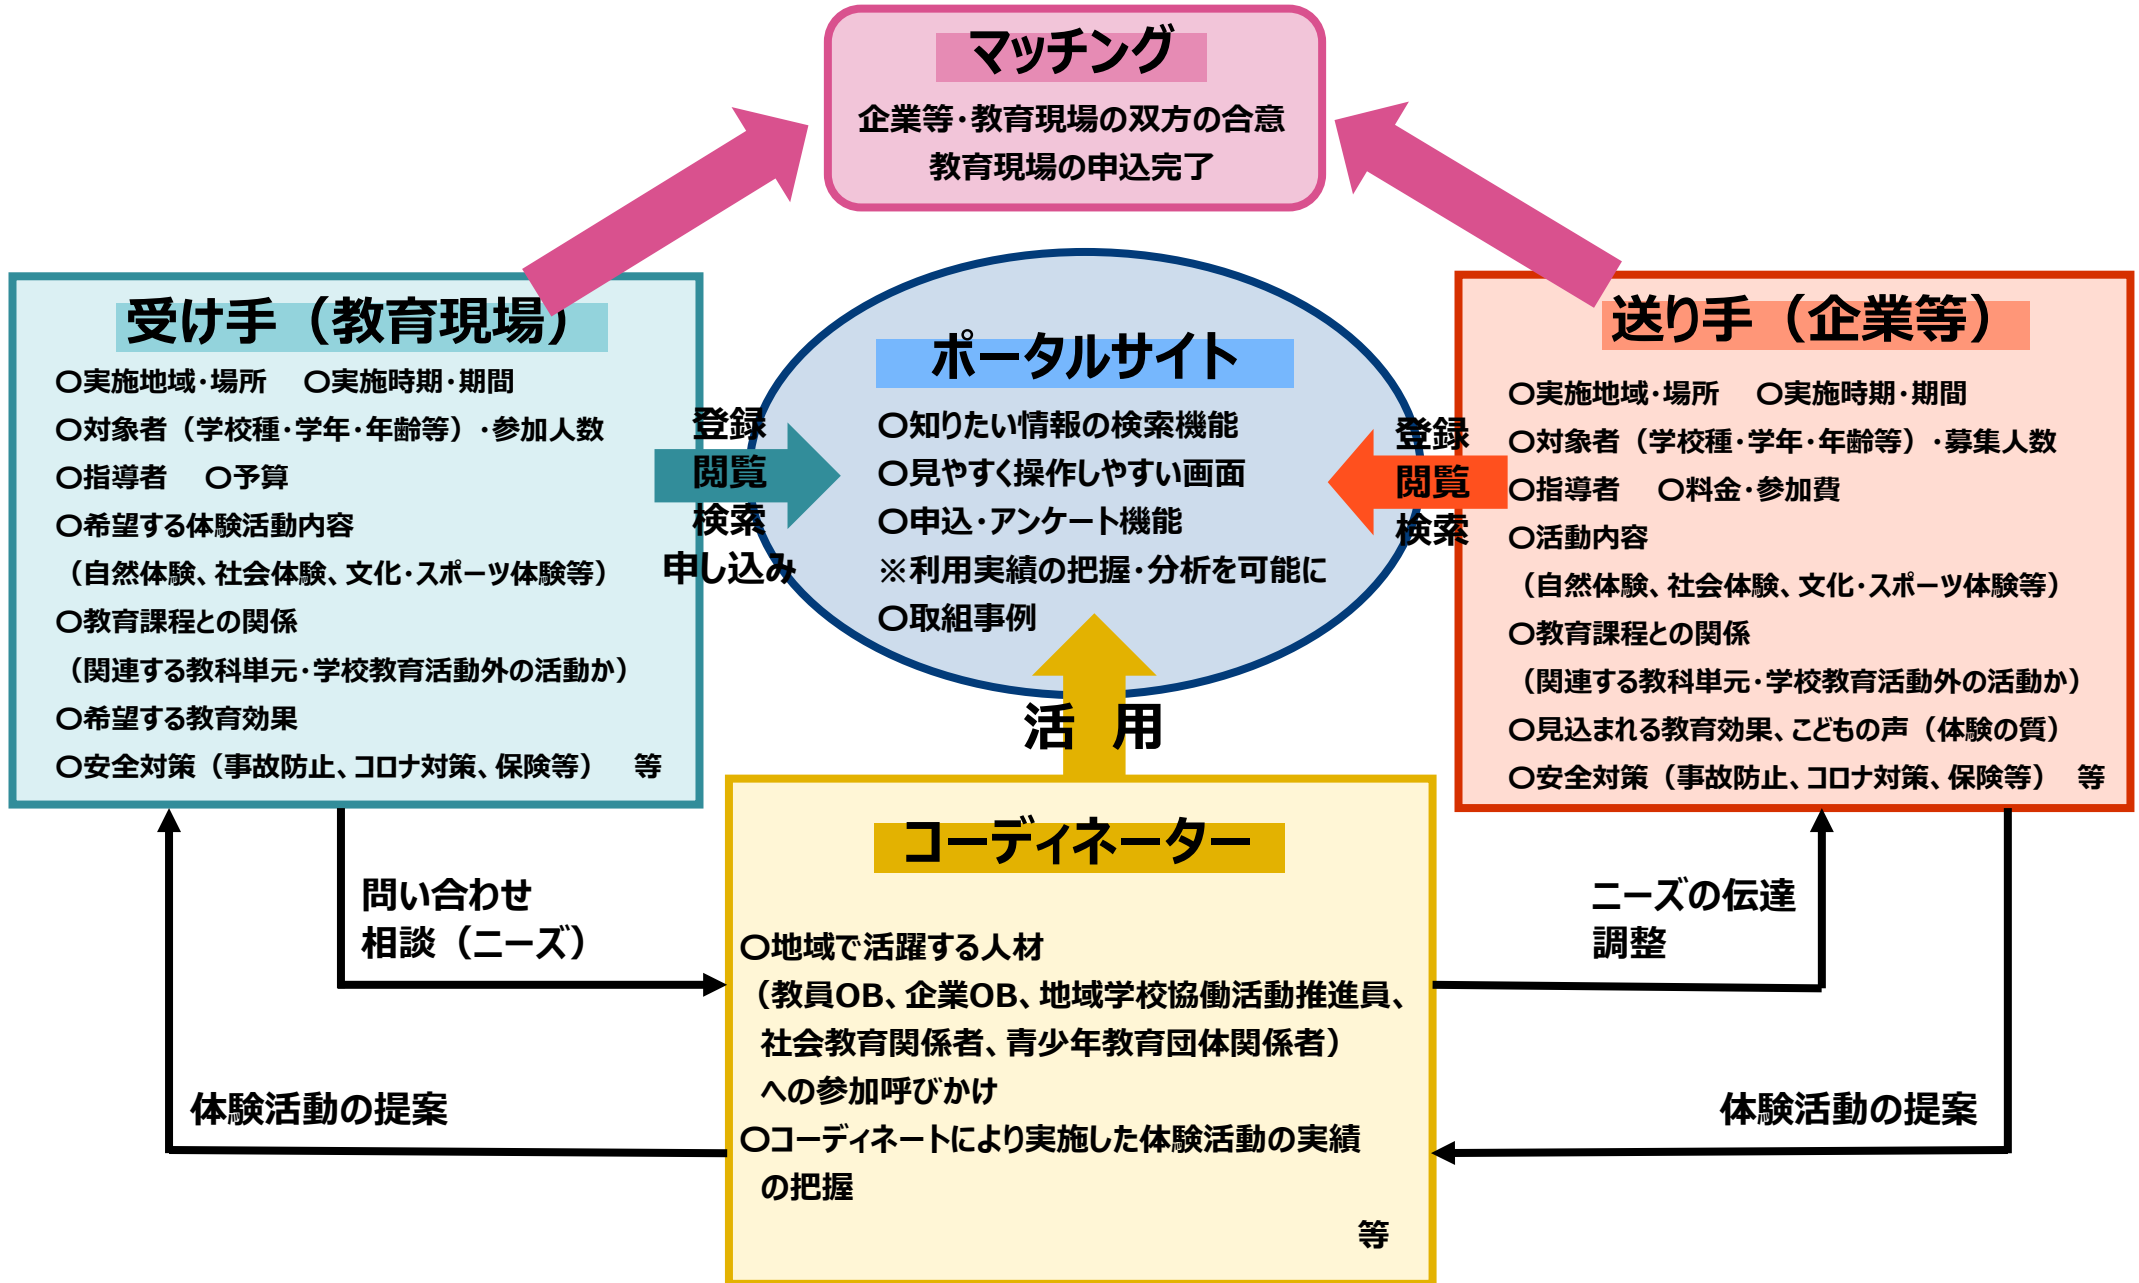 マッチング
企業等・教育現場の双方の合意
教育現場の申込完了
受け手（教育現場）
〇実施地域・場所　〇実施時期・期間
〇対象者（学校種・学年・年齢等）・参加人数
〇指導者　〇予算
〇希望する体験活動内容
（自然体験、社会体験、文化・スポーツ体験等）
〇教育課程との関係
（関連する教科単元・学校教育活動外の活動か）
〇希望する教育効果
〇安全対策（事故防止、コロナ対策、保険等）　等
登録
閲覧
検索
申し込み
ポータルサイト
〇知りたい情報の検索機能
〇見やすく操作しやすい画面
〇申込・アンケート機能
※利用実績の把握・分析を可能に
〇取組事例
登録
閲覧
検索
送り手（企業等）
〇実施地域・場所　〇実施時期・期間
〇対象者（学校種・学年・年齢等）・募集人数
〇指導者　〇料金・参加費
〇活動内容
（自然体験、社会体験、文化・スポーツ体験等）
〇教育課程との関係
（関連する教科単元・学校教育活動外の活動か）
〇見込まれる教育効果、こどもの声（体験の質）
〇安全対策（事故防止、コロナ対策、保険等）　等
活　用
コーディネーター
〇地域で活躍する人材
（教員OB、企業OB、地域学校協働活動推進員、
社会教育関係者、青少年教育団体関係者）
への参加呼びかけ
〇コーディネートにより実施した体験活動の実績
の把握
等
問い合わせ
相談（ニーズ）
体験活動の提案
ニーズの伝達
調整
体験活動の提案